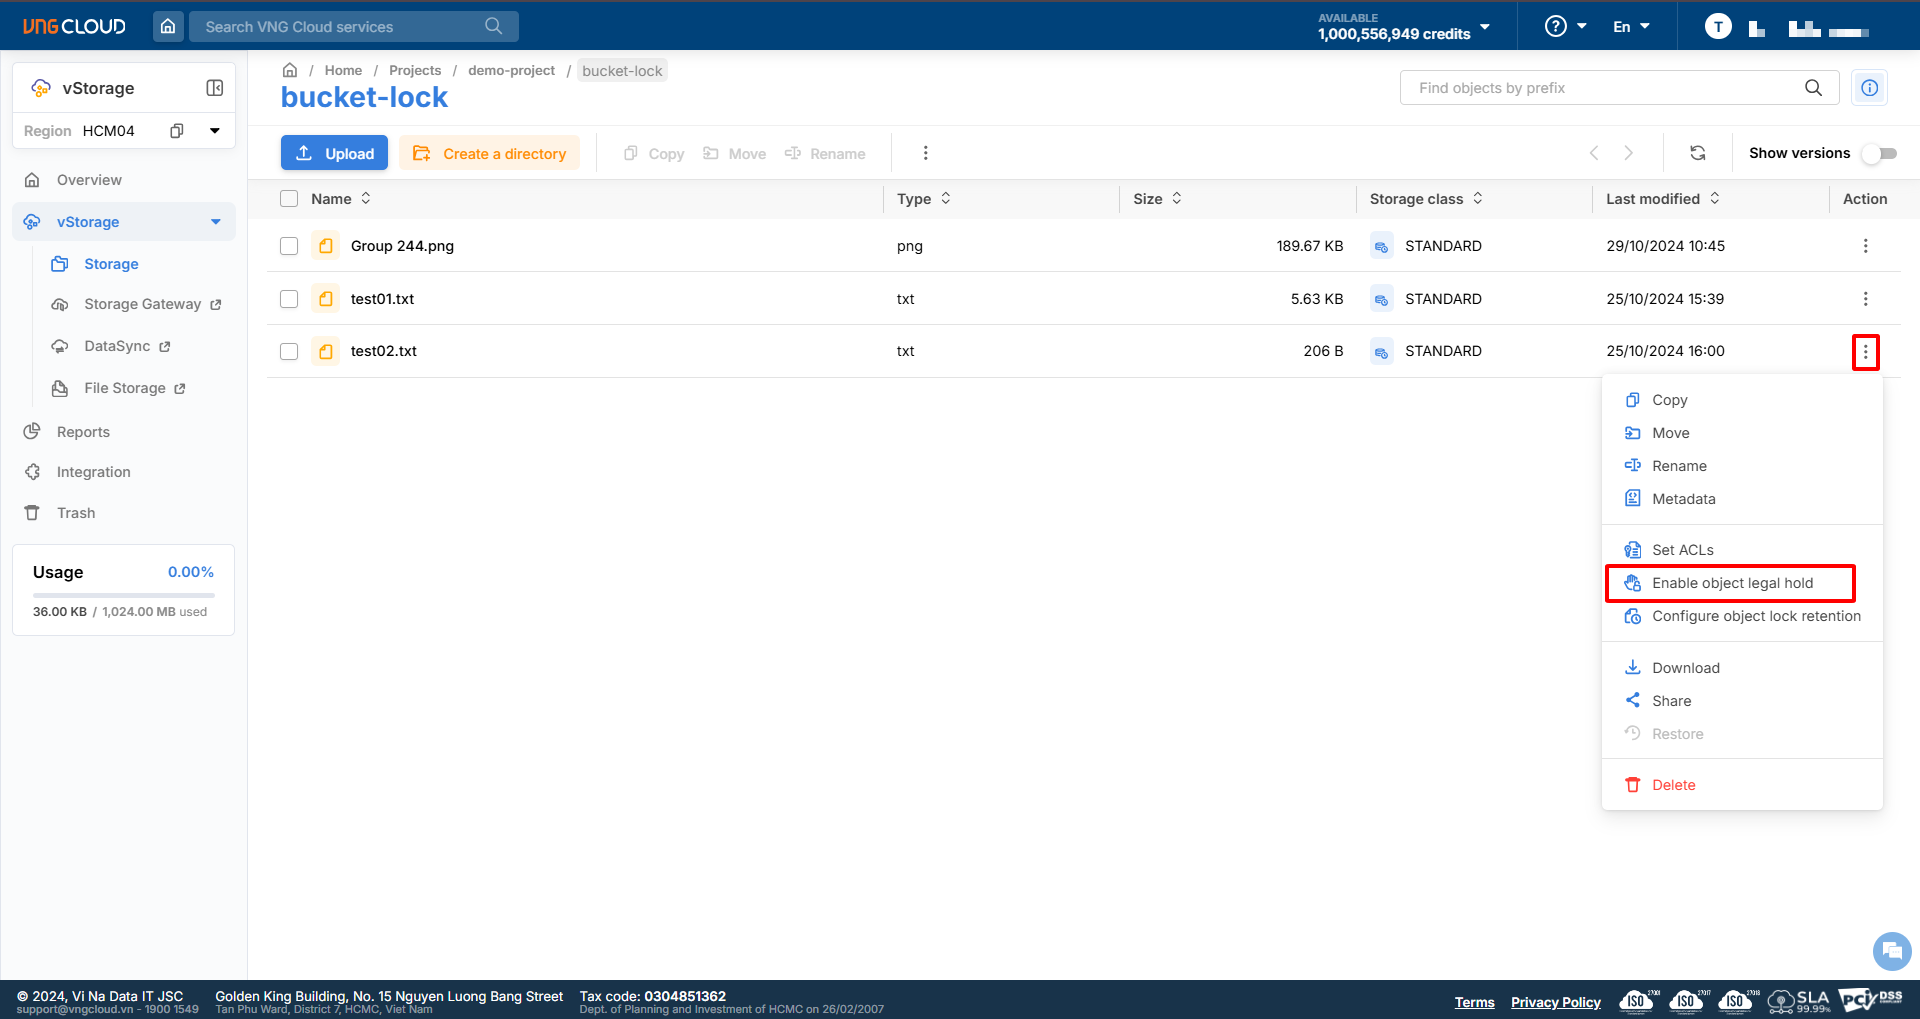 VNG CLOUD
Search VNG Cloud services
AVAILABLE
1,000,556,949 credits
?
En
T
vStorage
Region HCM04
Overview
vStorage
Storage
Storage Gateway
DataSync
File Storage
Reports
Integration
Trash
Usage 0.00%
36.00 KB / 1,024.00 MB used
/ Home / Projects / demo-project / bucket-lock
bucket-lock
Find objects by prefix
Upload Create a directory Copy Move Rename Show versions
Name Type Size Storage class Last modified Action
Group 244.png png 189.67 KB STANDARD 29/10/2024 10:45
test01.txt txt 5.63 KB STANDARD 25/10/2024 15:39
test02.txt txt 206 B STANDARD 25/10/2024 16:00
Copy
Move
Rename
Metadata
Set ACLs
Enable object legal hold
Configure object lock retention
Download
Share
Restore
Delete
© 2024, Vi Na Data IT JSC
support@vngcloud.vn - 1900 1549
Golden King Building, No. 15 Nguyen Luong Bang Street
Tan Phu Ward, District 7, HCMC, Viet Nam
Tax code: 0304851362
Dept. of Planning and Investment of HCMC on 26/02/2007
Terms Privacy Policy
ISO 27001
ISO 27017
ISO 27018
SLA
99.99%
PCI DSS